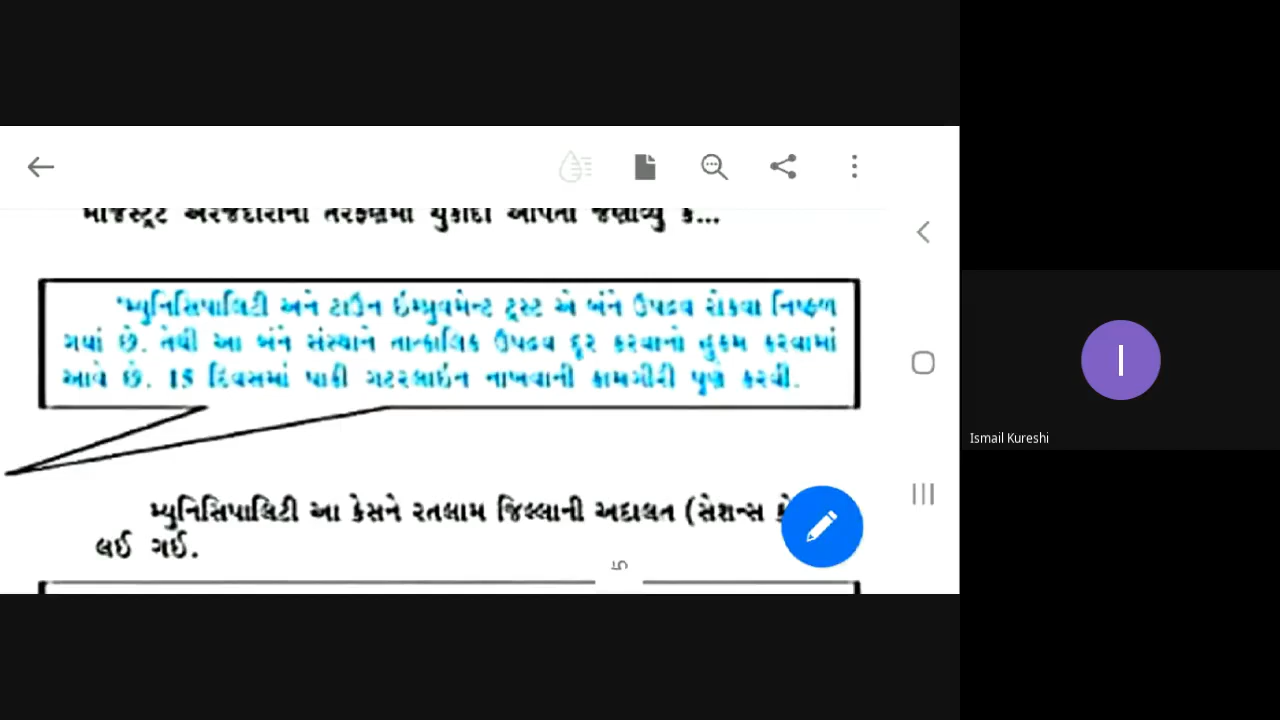 માજિસ્ટ્રેટે અરજદારોની તરફેણમાં ચુકાદો આપતાં જણાવ્યું કે...
'મ્યુનિસિપાલિટી અને ટાઉન ઇમ્પ્રુવમેન્ટ ટ્રસ્ટ એ બંને ઉપદ્રવ રોકવા નિષ્ફળ
ગયાં છે. તેથી આ બંને સંસ્થાને તાત્કાલિક ઉપદ્રવ દૂર કરવાનો હુકમ કરવામાં
આવે છે. 15 દિવસમાં પાકી ગટરલાઇન નાખવાની કામગીરી પૂર્ણ કરવી.
મ્યુનિસિપાલિટી આ કેસને રતલામ જિલ્લાની અદાલત (સેશન્સ
લઈ ગઈ.
5
I
Ismail Kureshi